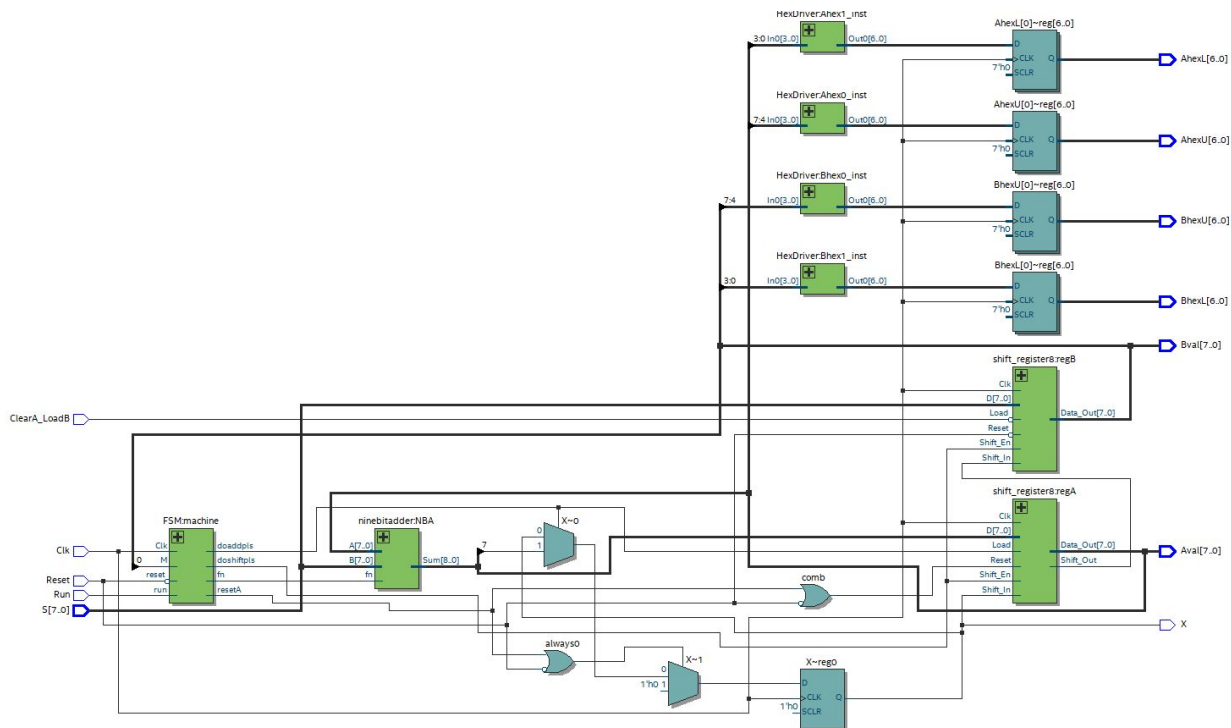 HexDriver:Ahex1_inst
3:0 In0[3..0]
Out0[6..0]
AhexL[0]~reg[6..0]
D
CLK
7'h0
SCLR
Q
AhexL[6..0]
HexDriver:Ahex0_inst
7:4 In0[3..0]
Out0[6..0]
AhexU[0]~reg[6..0]
D
CLK
7'h0
SCLR
Q
AhexU[6..0]
HexDriver:Bhex0_inst
7:4
In0[3..0]
Out0[6..0]
BhexU[0]~reg[6..0]
D
CLK
7'h0
SCLR
Q
BhexU[6..0]
HexDriver:Bhex1_inst
3:0
In0[3..0]
Out0[6..0]
BhexL[0]~reg[6..0]
D
CLK
7'h0
SCLR
Q
BhexL[6..0]
Bval[7..0]
shift_register8:regB
Clk
D[7..0]
Load
Reset
Shift_En
Shift_In
Data_Out[7..0]
ClearA_LoadB
shift_register8:regA
Clk
D[7..0]
Load
Reset
Shift_En
Shift_In
Data_Out[7..0]
Shift_Out
Aval[7..0]
FSM:machine
Clk
M
reset
run
doaddpls
doshiftpls
fn
resetA
0
ninebitadder:NBA
A[7..0]
B[7..0]
fn
Sum[8..0]
7
X~0
0
1
Clk
Reset
Run
S[7..0]
comb
always0
X~1
0
1'h0 1
X~reg0
D
CLK
1'h0
SCLR
Q
X